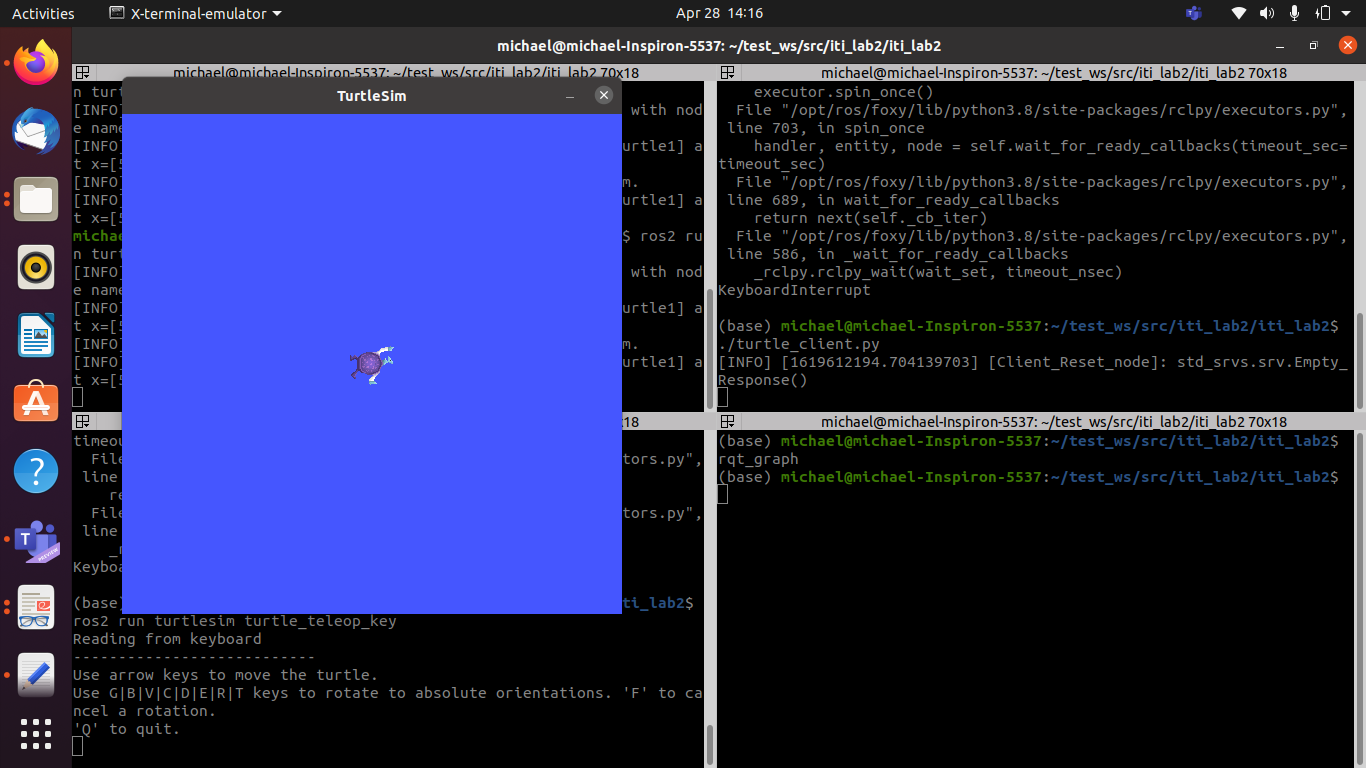 Activities
X-terminal-emulator
Apr 28 14:16
michael@michael-Inspiron-5537: ~/test_ws/src/iti_lab2/iti_lab2
michael@michael-Inspiron-5537: ~/test_ws/src/iti_lab2/iti_lab2 70x18
TurtleSim
n turt
[INFO] with nod
e name
[INFO] urtle1] a
t x=[5
[INFO] m.
[INFO] urtle1] a
t x=[5
michae $ ros2 ru
n turt
[INFO] with nod
e name
[INFO] urtle1] a
t x=[5
[INFO] m.
[INFO] urtle1] a
t x=[5
michael@michael-Inspiron-5537: ~/test_ws/src/iti_lab2/iti_lab2 70x18
executor.spin_once()
File "/opt/ros/foxy/lib/python3.8/site-packages/rclpy/executors.py",
line 703, in spin_once
handler, entity, node = self.wait_for_ready_callbacks(timeout_sec=
timeout_sec)
File "/opt/ros/foxy/lib/python3.8/site-packages/rclpy/executors.py",
line 689, in wait_for_ready_callbacks
return next(self._cb_iter)
File "/opt/ros/foxy/lib/python3.8/site-packages/rclpy/executors.py",
line 586, in _wait_for_ready_callbacks
_rclpy.rclpy_wait(wait_set, timeout_nsec)
KeyboardInterrupt
(base) michael@michael-Inspiron-5537:~/test_ws/src/iti_lab2/iti_lab2$
./turtle_client.py
[INFO] [1619612194.704139703] [Client_Reset_node]: std_srvs.srv.Empty_
Response()
x18
timeou
File tors.py",
line
re
File tors.py",
line
_r
Keyboa
(base) ti_lab2$
ros2 run turtlesim turtle_teleop_key
Reading from keyboard
---------------------------
Use arrow keys to move the turtle.
Use G|B|V|C|D|E|R|T keys to rotate to absolute orientations. 'F' to ca
ncel a rotation.
'Q' to quit.
michael@michael-Inspiron-5537: ~/test_ws/src/iti_lab2/iti_lab2 70x18
(base) michael@michael-Inspiron-5537:~/test_ws/src/iti_lab2/iti_lab2$
rqt_graph
(base) michael@michael-Inspiron-5537:~/test_ws/src/iti_lab2/iti_lab2$